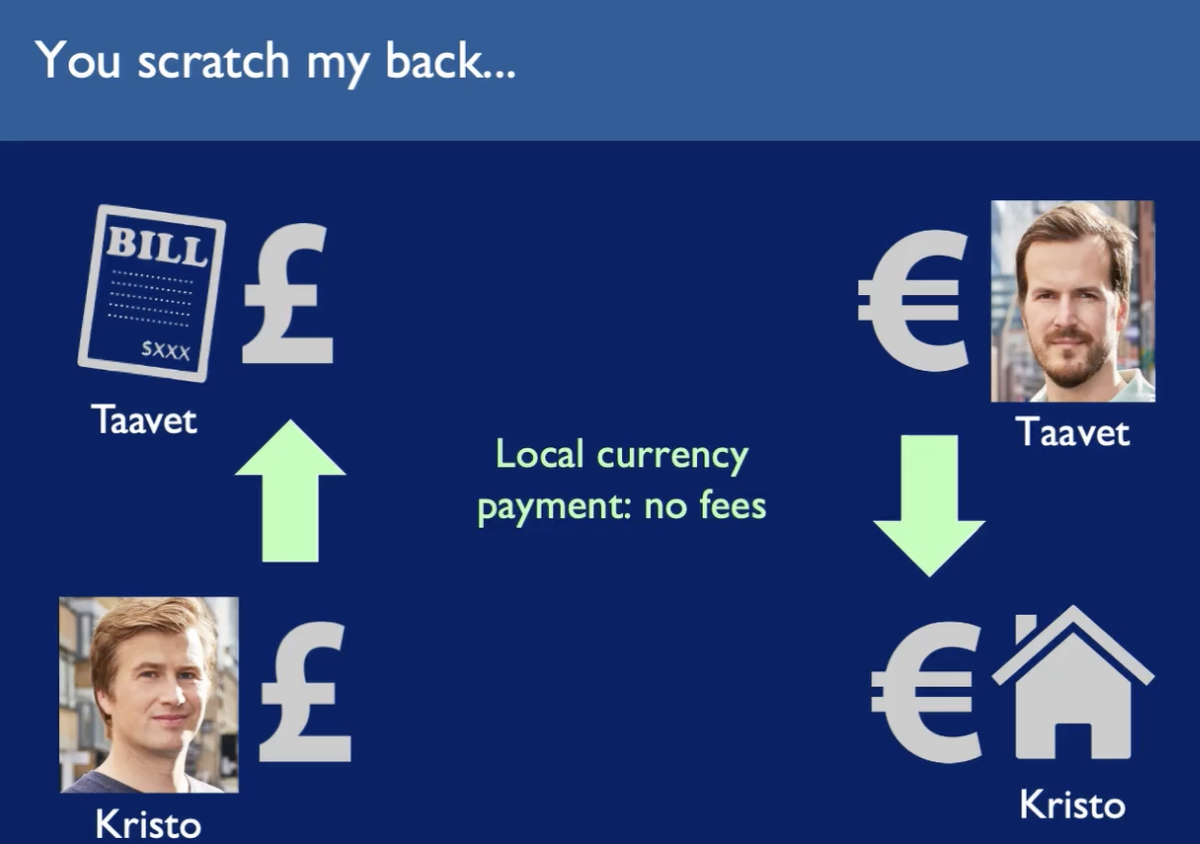 You scratch my back...
BILL
$XXX
£
€
Taavet
Taavet
Local currency
payment: no fees
£
€
Kristo
Kristo